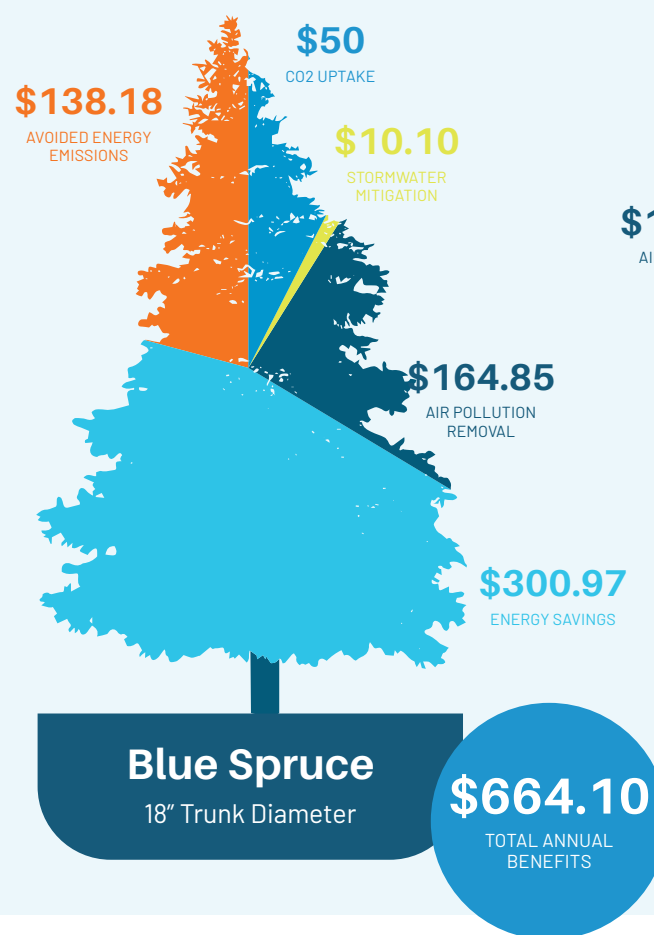 $50
CO2 UPTAKE
$138.18
AVOIDED ENERGY
EMISSIONS
$10.10
STORMWATER
MITIGATION
$164.85
AIR POLLUTION
REMOVAL
$300.97
ENERGY SAVINGS
Blue Spruce
18” Trunk Diameter
$664.10
TOTAL ANNUAL
BENEFITS